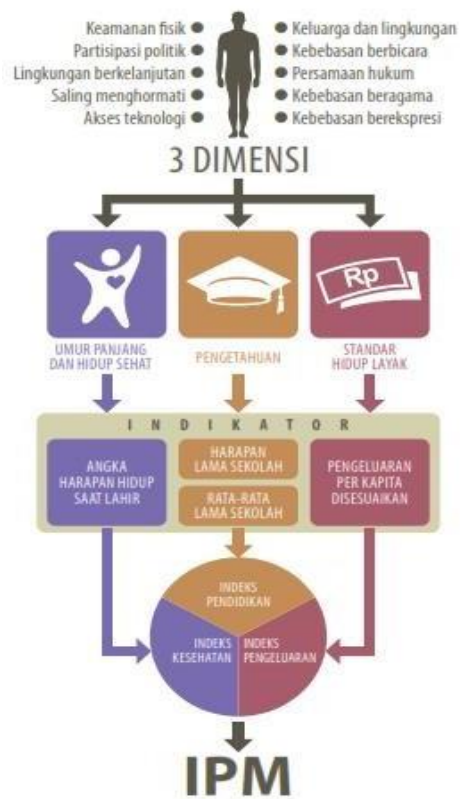 Keamanan fisik
Partisipasi politik
Lingkungan berkelanjutan
Saling menghormati
Akses teknologi
Keluarga dan lingkungan
Kebebasan berbicara
Persamaan hukum
Kebebasan beragama
Kebebasan berekspresi
3 DIMENSI
Rp
UMUR PANJANG
DAN HIDUP SEHAT
PENGETAHUAN
STANDAR
HIDUP LAYAK
INDIKATOR
ANGKA
HARAPAN HIDUP
SAAT LAHIR
HARAPAN
LAMA SEKOLAH
RATA-RATA
LAMA SEKOLAH
PENGELUARAN
PER KAPITA
DISESUAIKAN
INDEKS
PENDIDIKAN
INDEKS
KESEHATAN
INDEKS
PENGELUARAN
IPM